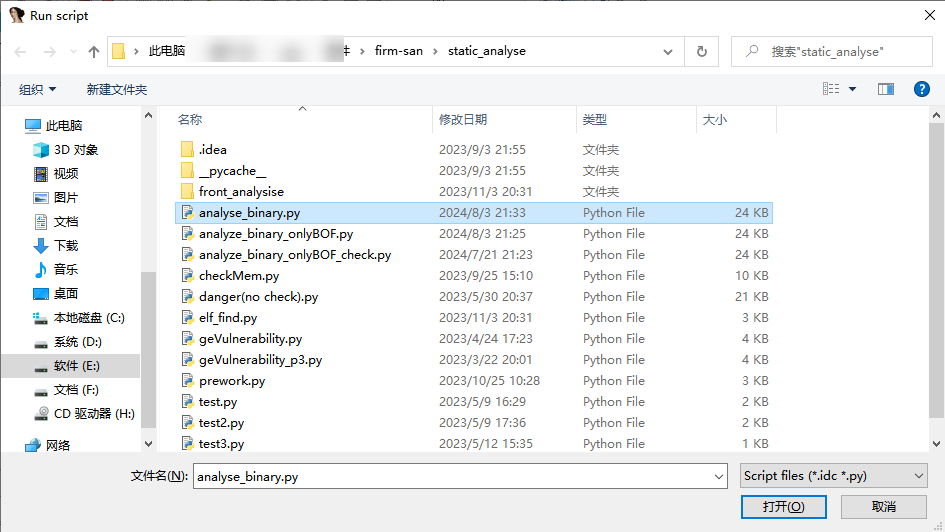 Run script
此电脑 件 firm-san static_analyse 搜索"static_analyse"
组织 新建文件夹
名称 修改日期 类型 大小
此电脑
3D 对象
视频
图片
文档
下载
音乐
桌面
本地磁盘 (C:)
系统 (D:)
软件 (E:)
文档 (F:)
CD 驱动器 (H:)
网络
.idea 2023/9/3 21:55 文件夹
__pycache__ 2023/9/3 21:55 文件夹
front_analysise 2023/11/3 20:31 文件夹
analyse_binary.py 2024/8/3 21:33 Python File 24 KB
analyze_binary_onlyBOF.py 2024/8/3 21:25 Python File 24 KB
analyze_binary_onlyBOF_check.py 2024/7/21 21:23 Python File 24 KB
checkMem.py 2023/9/25 15:10 Python File 10 KB
danger(no check).py 2023/5/30 20:37 Python File 21 KB
elf_find.py 2023/11/3 20:31 Python File 3 KB
geVulnerability.py 2023/4/24 17:23 Python File 4 KB
geVulnerability_p3.py 2023/3/22 20:01 Python File 4 KB
prework.py 2023/10/25 10:28 Python File 3 KB
test.py 2023/5/9 16:29 Python File 2 KB
test2.py 2023/5/9 17:36 Python File 2 KB
test3.py 2023/5/12 15:35 Python File 1 KB
文件名(N): analyse_binary.py Script files (*.idc *.py)
打开(O) 取消